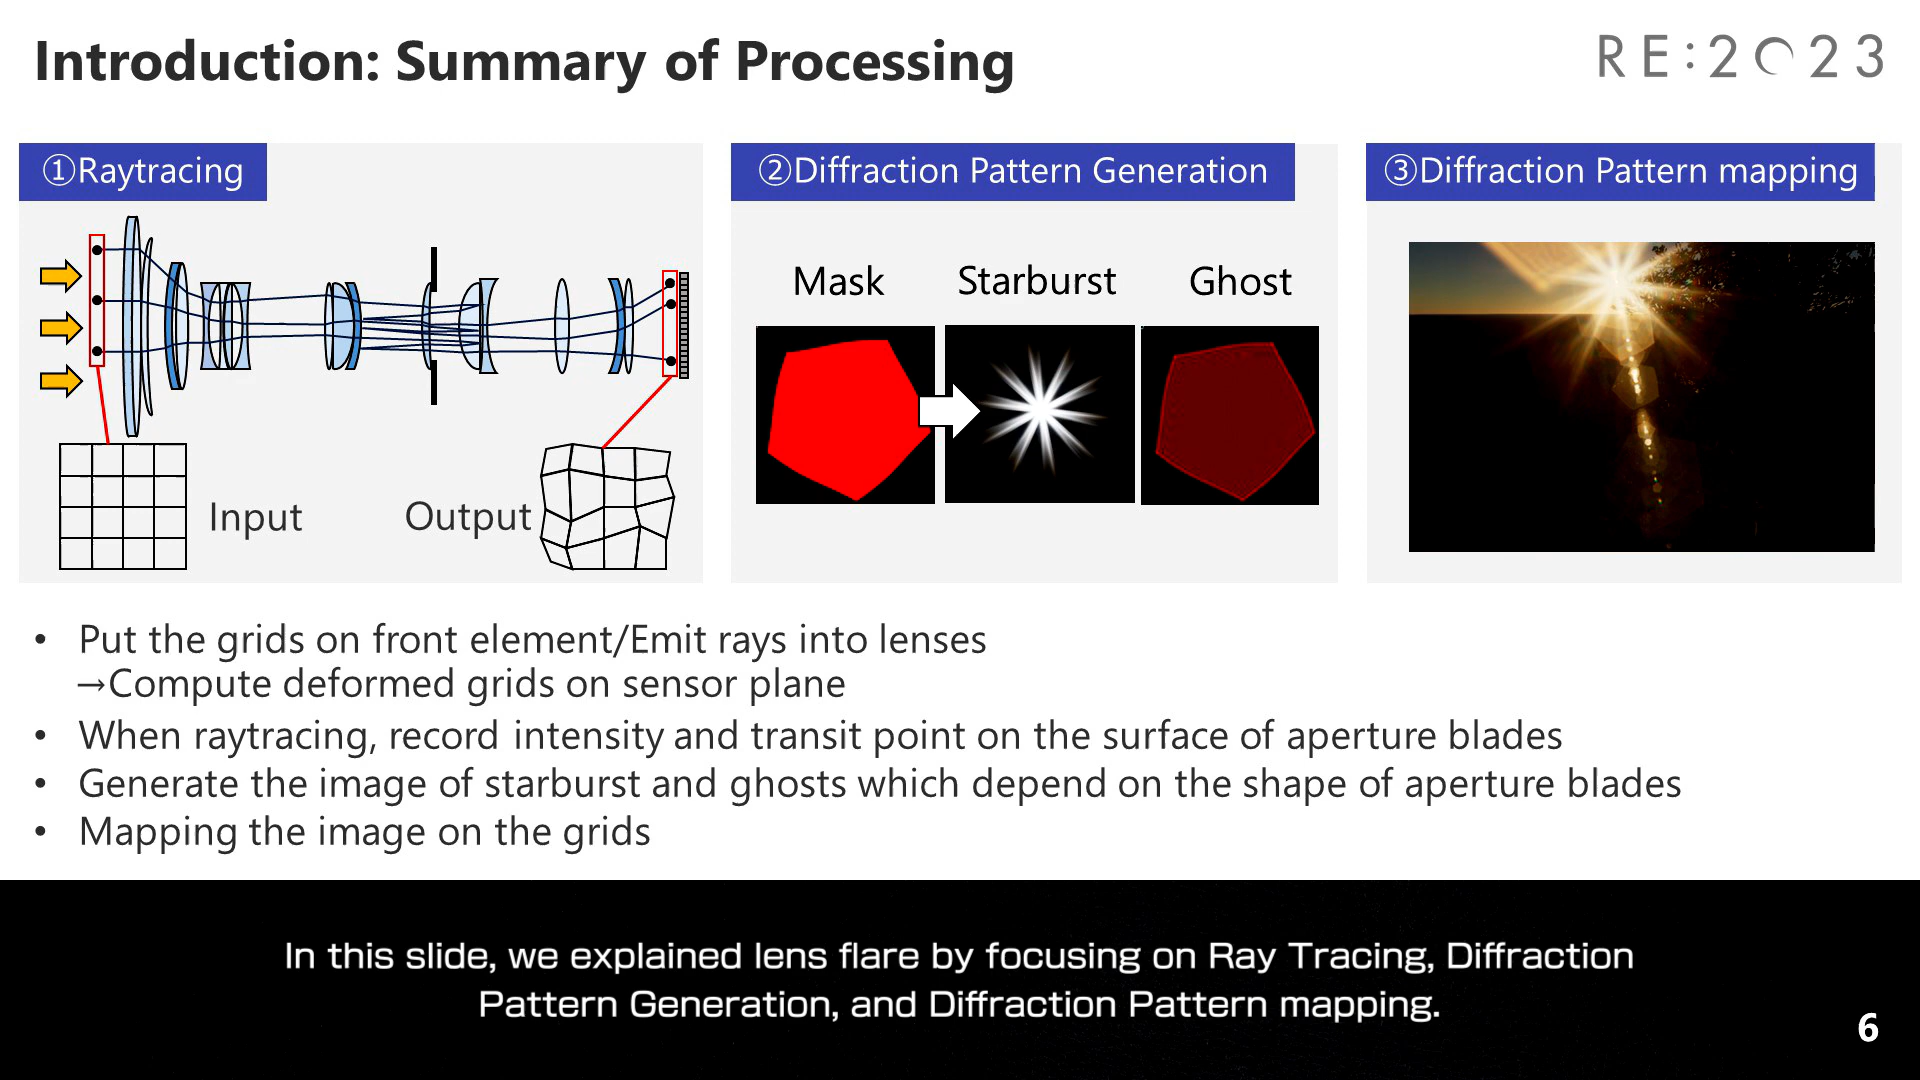 Introduction: Summary of Processing
RE:2023
①Raytracing
Input
Output
②Diffraction Pattern Generation
Mask
Starburst
Ghost
③Diffraction Pattern mapping
• Put the grids on front element/Emit rays into lenses
→Compute deformed grids on sensor plane
• When raytracing, record intensity and transit point on the surface of aperture blades
• Generate the image of starburst and ghosts which depend on the shape of aperture blades
• Mapping the image on the grids
In this slide, we explained lens flare by focusing on Ray Tracing, Diffraction
Pattern Generation, and Diffraction Pattern mapping.
6